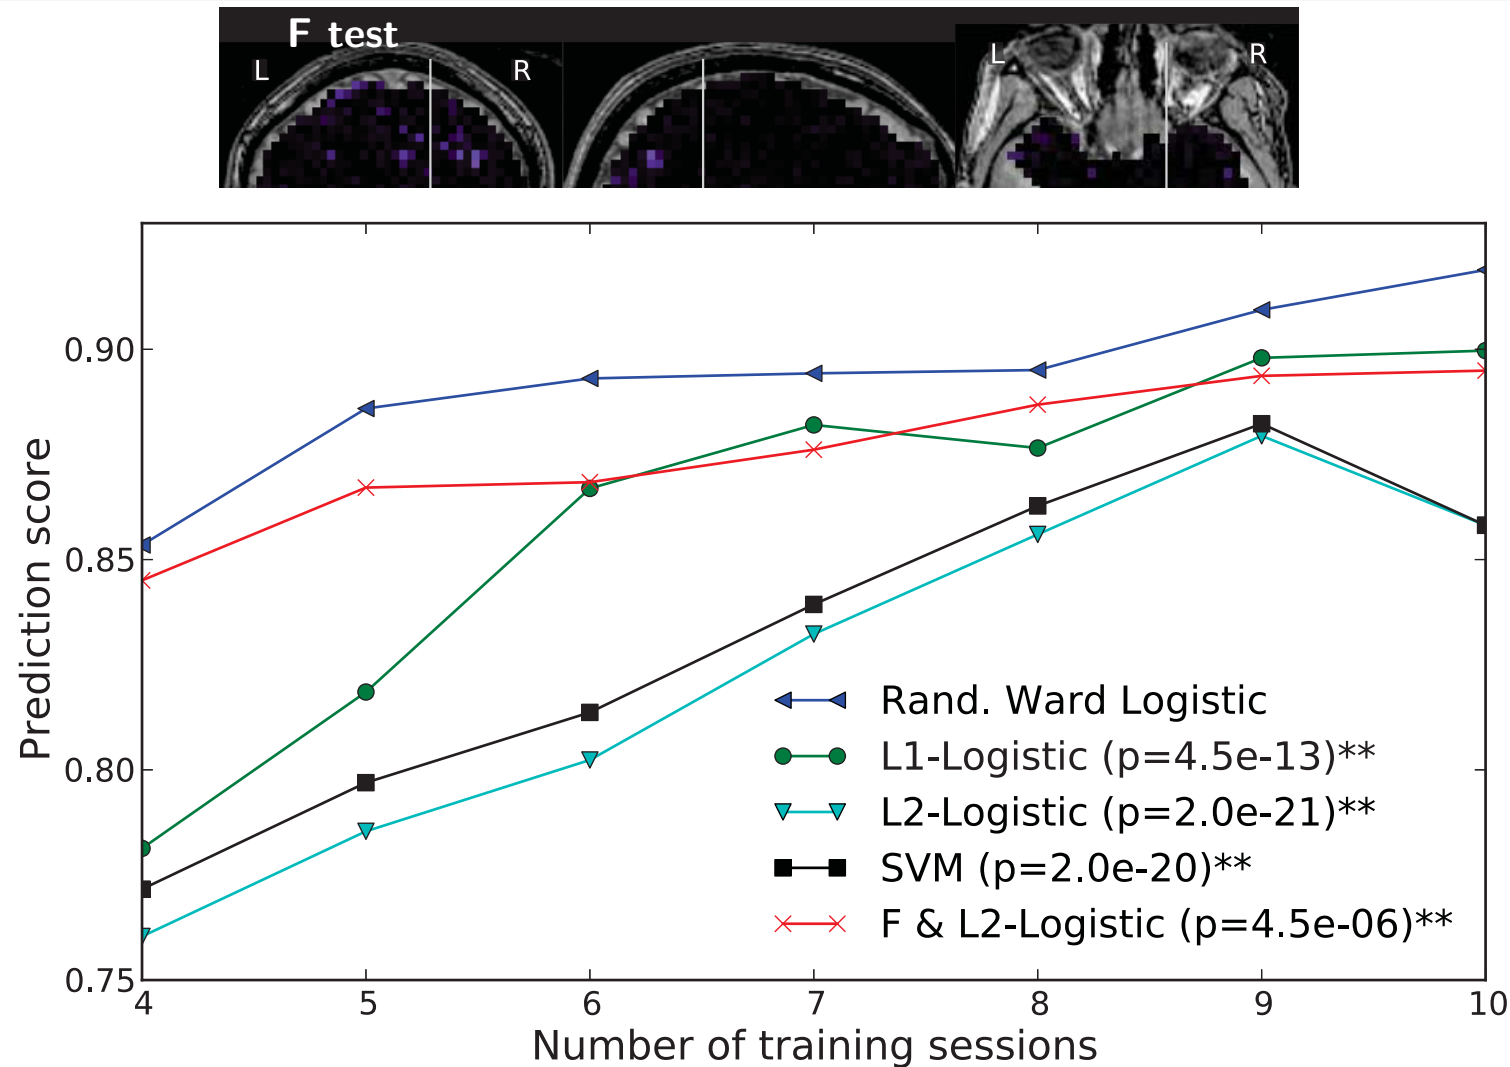 F test
L
R
L
R
Prediction score
0.90
0.85
0.80
0.75
Rand. Ward Logistic
L1-Logistic (p=4.5e-13)**
L2-Logistic (p=2.0e-21)**
SVM (p=2.0e-20)**
F & L2-Logistic (p=4.5e-06)**
4 5 6 7 8 9 10
Number of training sessions